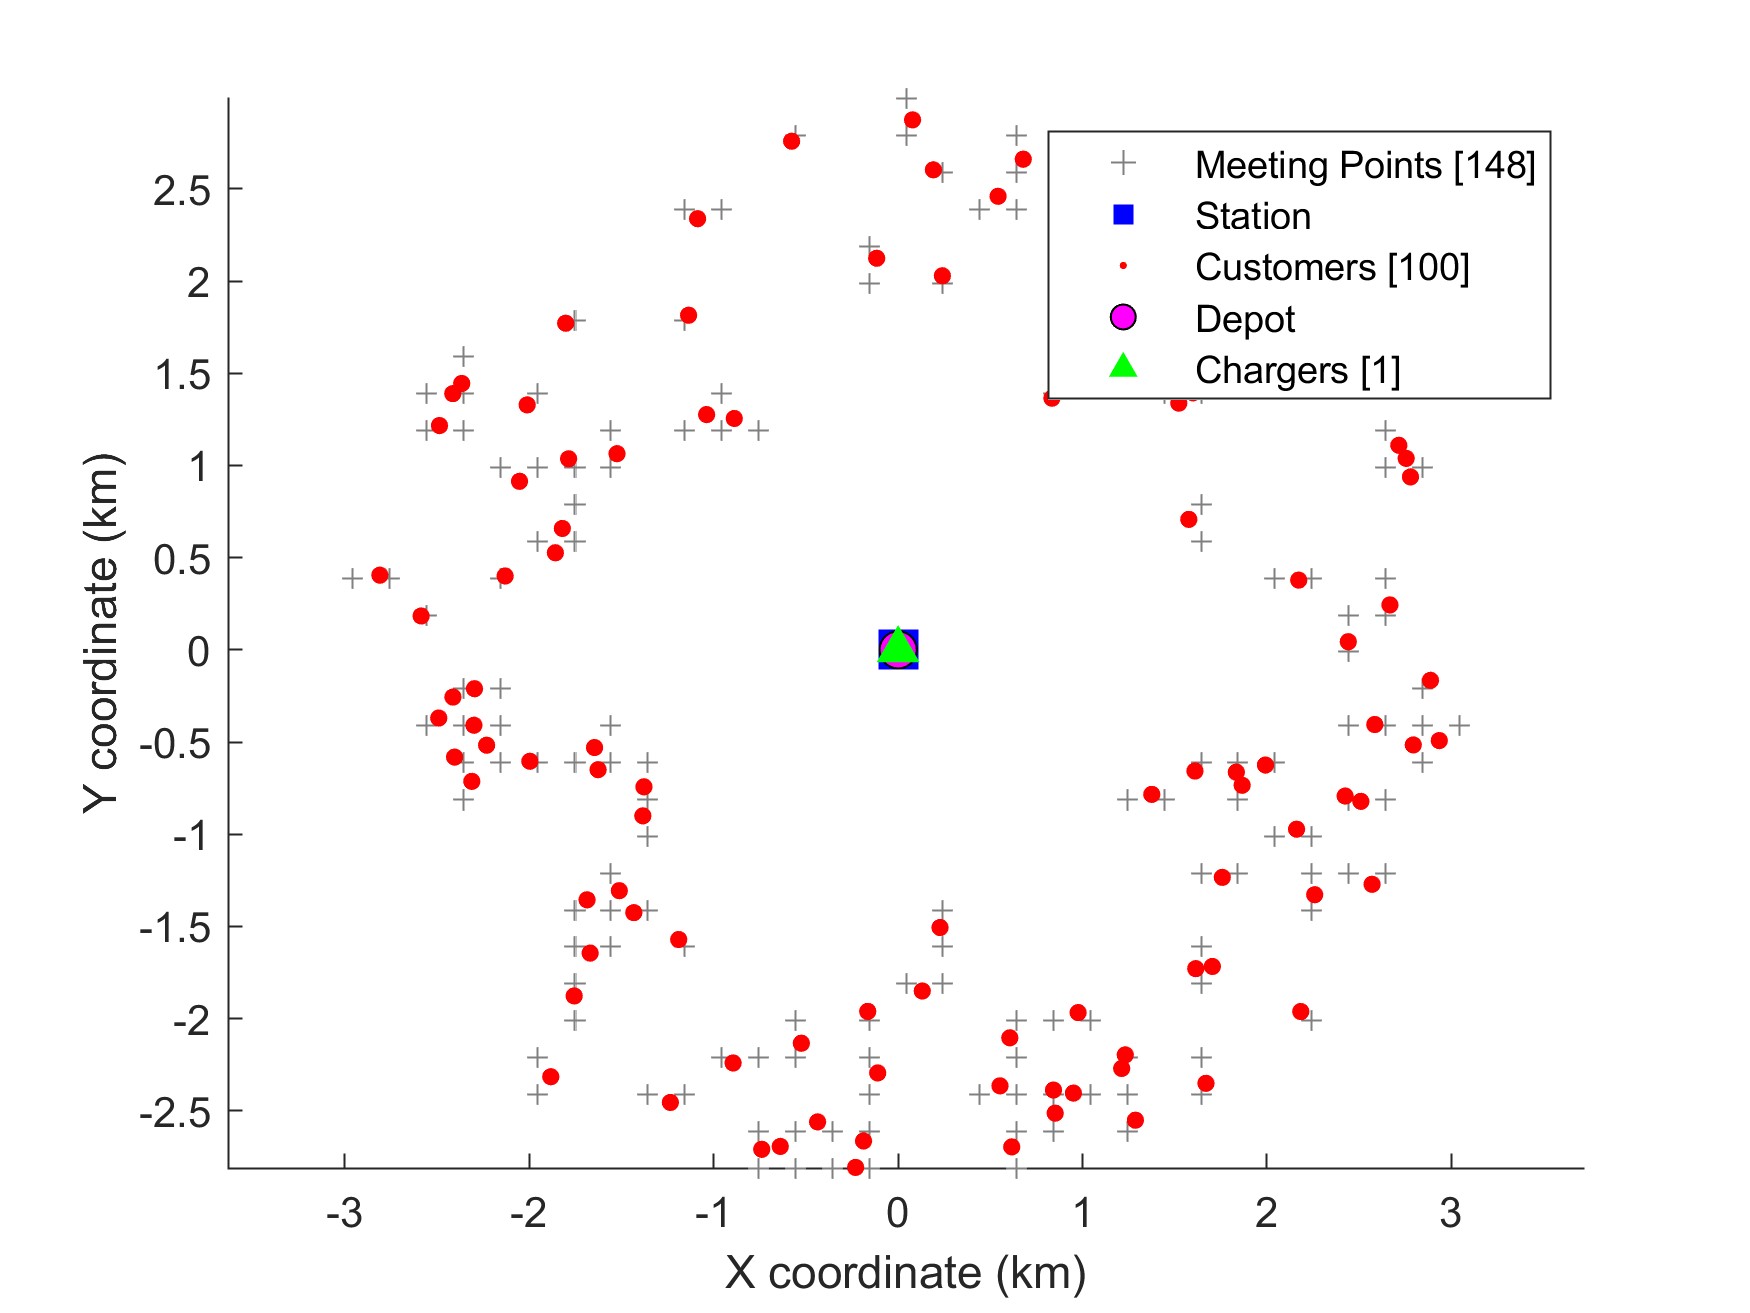 Meeting Points [148]
Station
Customers [100]
Depot
Chargers [1]
2.5
2
1.5
1
0.5
0
-0.5
-1
-1.5
-2
-2.5
Y coordinate (km)
-3 -2 -1 0 1 2 3
X coordinate (km)